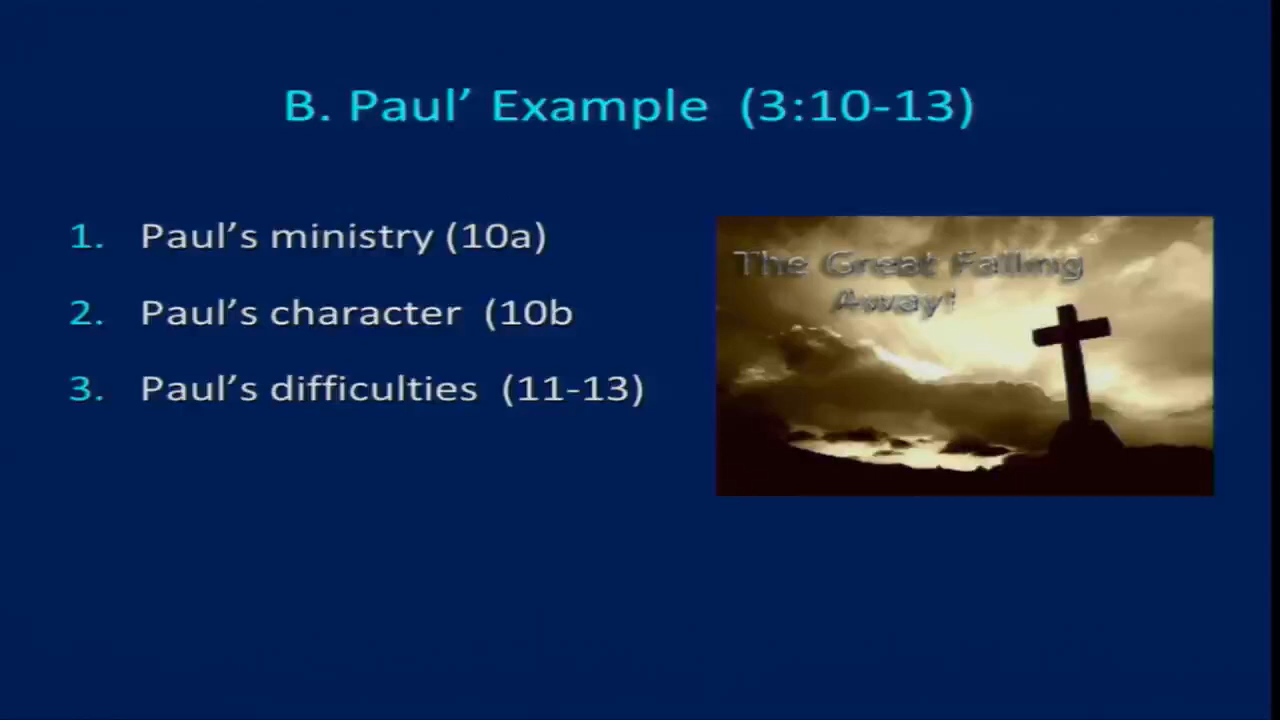 B. Paul’ Example (3:10-13)
1. Paul’s ministry (10a)
2. Paul’s character (10b
3. Paul’s difficulties (11-13)
The Great Falling
Away!